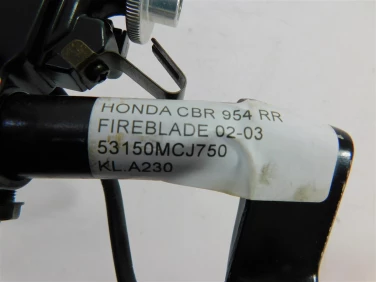 HONDA CBR 954 RR
FIREBLADE 02-03
53150MCJ750
KL.A230